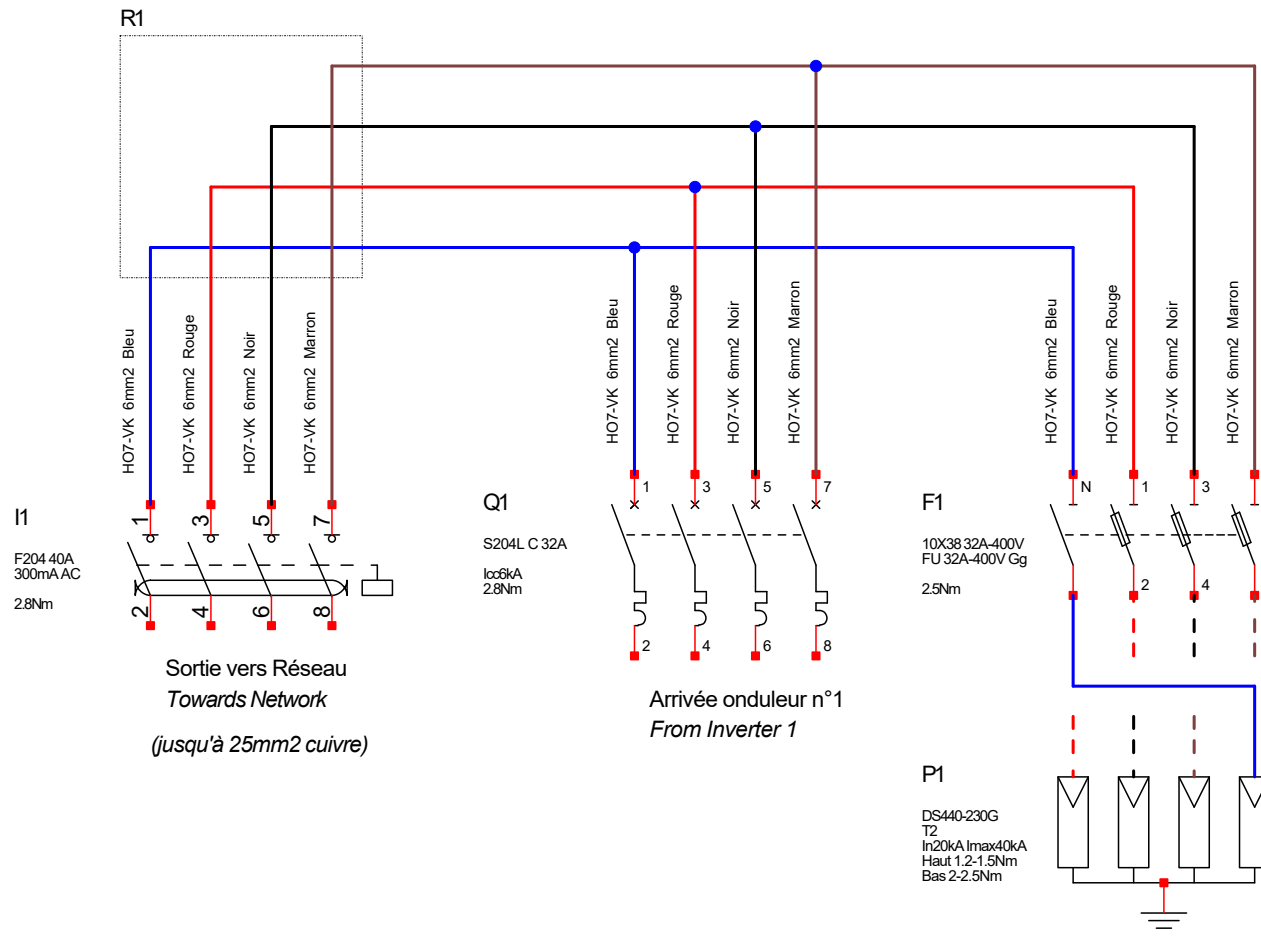 R1
HO7-VK 6mm2 Bleu
HO7-VK 6mm2 Rouge
HO7-VK 6mm2 Noir
HO7-VK 6mm2 Marron
HO7-VK 6mm2 Bleu
HO7-VK 6mm2 Rouge
HO7-VK 6mm2 Noir
HO7-VK 6mm2 Marron
HO7-VK 6mm2 Bleu
HO7-VK 6mm2 Rouge
HO7-VK 6mm2 Noir
HO7-VK 6mm2 Marron
I1
F204 40A
300mA AC
2.8Nm
1 3 5 7
2 4 6 8
Sortie vers Réseau
Towards Network
(jusqu'à 25mm2 cuivre)
Q1
S204L C 32A
Icc6kA
2.8Nm
1 3 5 7
2 4 6 8
Arrivée onduleur n°1
From Inverter 1
F1
10X38 32A-400V
FU 32A-400V Gg
2.5Nm
N 1 3
2 4
P1
DS440-230G
T2
In20kA Imax40kA
Haut 1.2-1.5Nm
Bas 2-2.5Nm